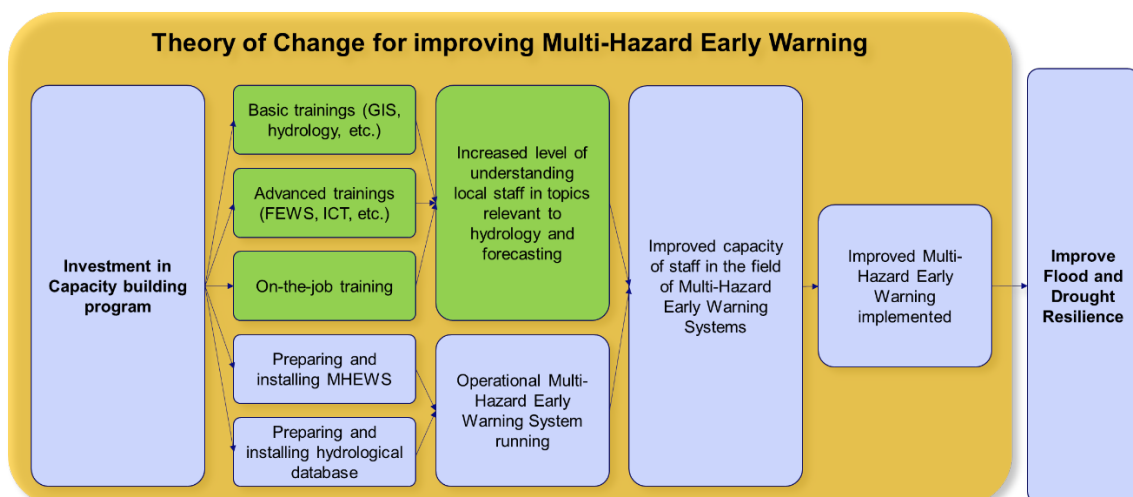 Theory of Change for improving Multi-Hazard Early Warning
Investment in
Capacity building
program
Basic trainings (GIS,
hydrology, etc.)
Advanced trainings
(FEWS, ICT, etc.)
On-the-job training
Preparing and
installing MHEWS
Preparing and
installing hydrological
database
Increased level of
understanding
local staff in topics
relevant to
hydrology and
forecasting
Operational Multi-
Hazard Early
Warning System
running
Improved capacity
of staff in the field
of Multi-Hazard
Early Warning
Systems
Improved Multi-
Hazard Early
Warning
implemented
Improve
Flood and
Drought
Resilience